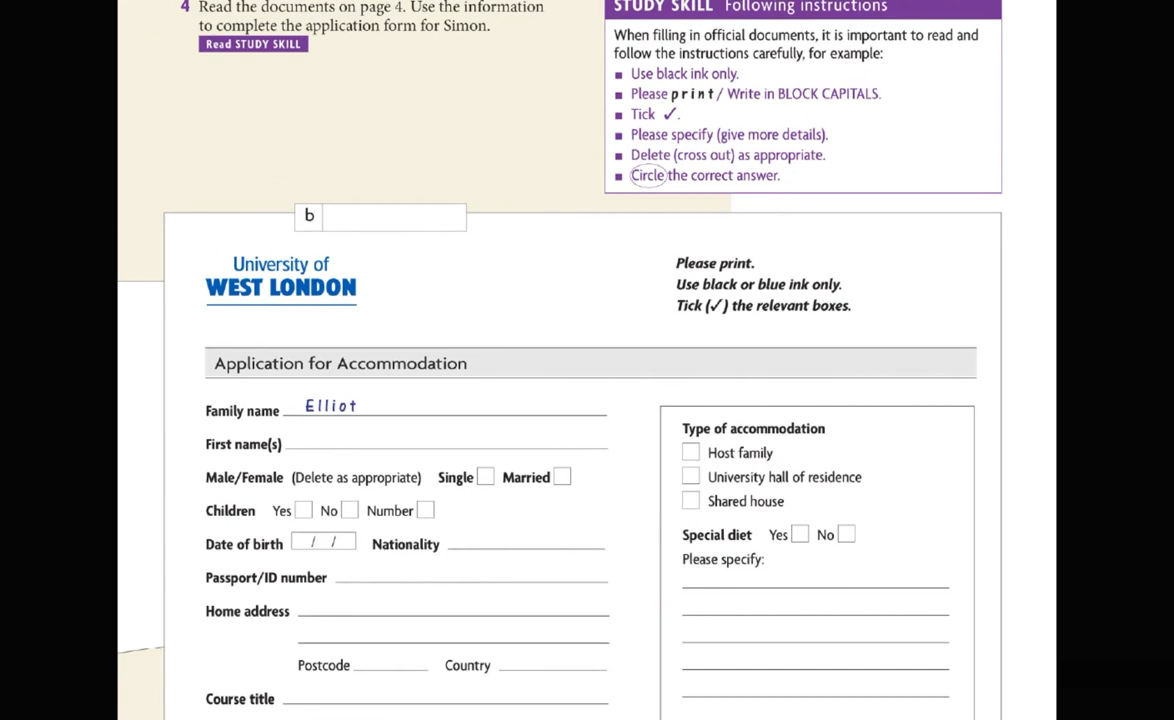 4 Read the documents on page 4. Use the information
to complete the application form for Simon.
Read STUDY SKILL
STUDY SKILL Following instructions
When filling in official documents, it is important to read and
follow the instructions carefully, for example:
■ Use black ink only.
■ Please print / Write in BLOCK CAPITALS.
■ Tick ✓.
■ Please specify (give more details).
■ Delete (cross out) as appropriate.
■ Circle the correct answer.
b
University of
WEST LONDON
Please print.
Use black or blue ink only.
Tick (✓) the relevant boxes.
Application for Accommodation
Family name Elliot
First name(s)
Male/Female (Delete as appropriate) Single Married
Children Yes No Number
Date of birth / / Nationality
Passport/ID number
Home address
Postcode Country
Course title
Type of accommodation
Host family
University hall of residence
Shared house
Special diet Yes No
Please specify: